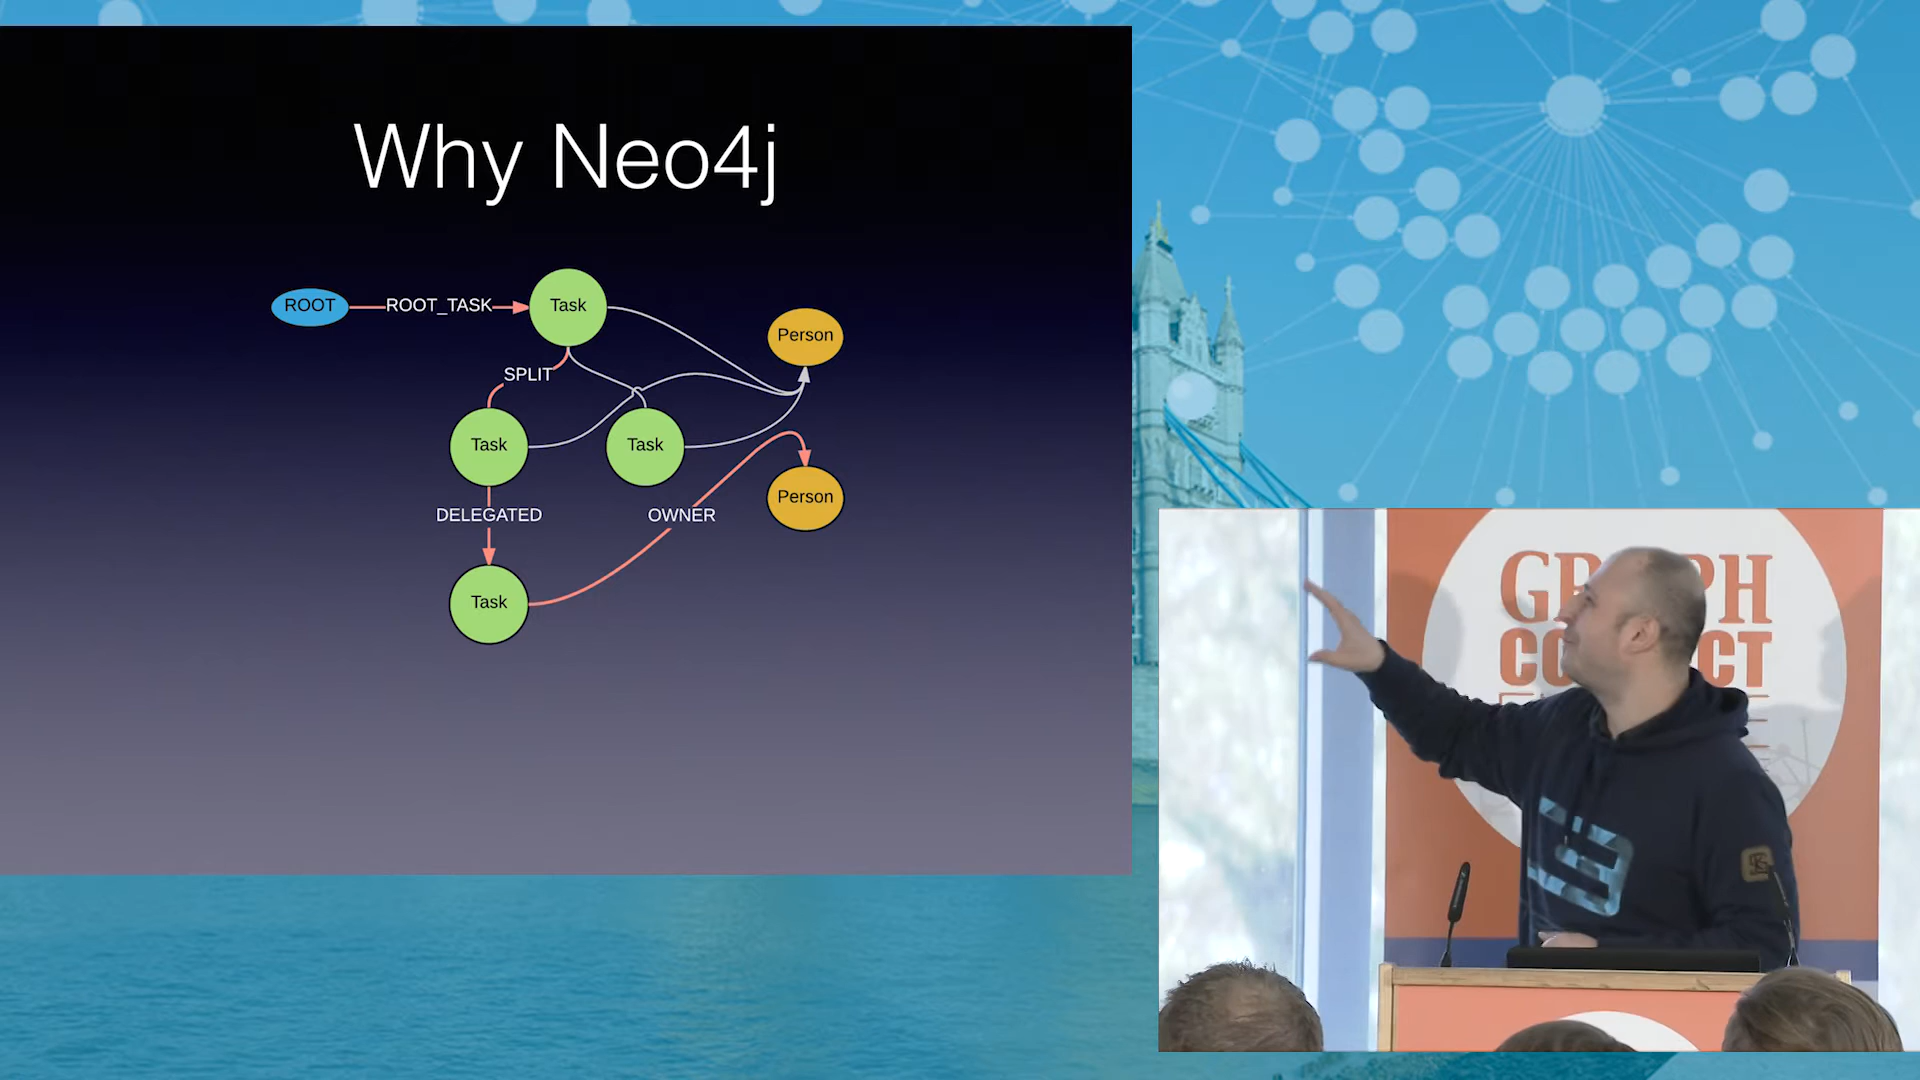 Why Neo4j
ROOT
ROOT_TASK
Task
Person
SPLIT
Task
Task
Person
DELEGATED
OWNER
Task